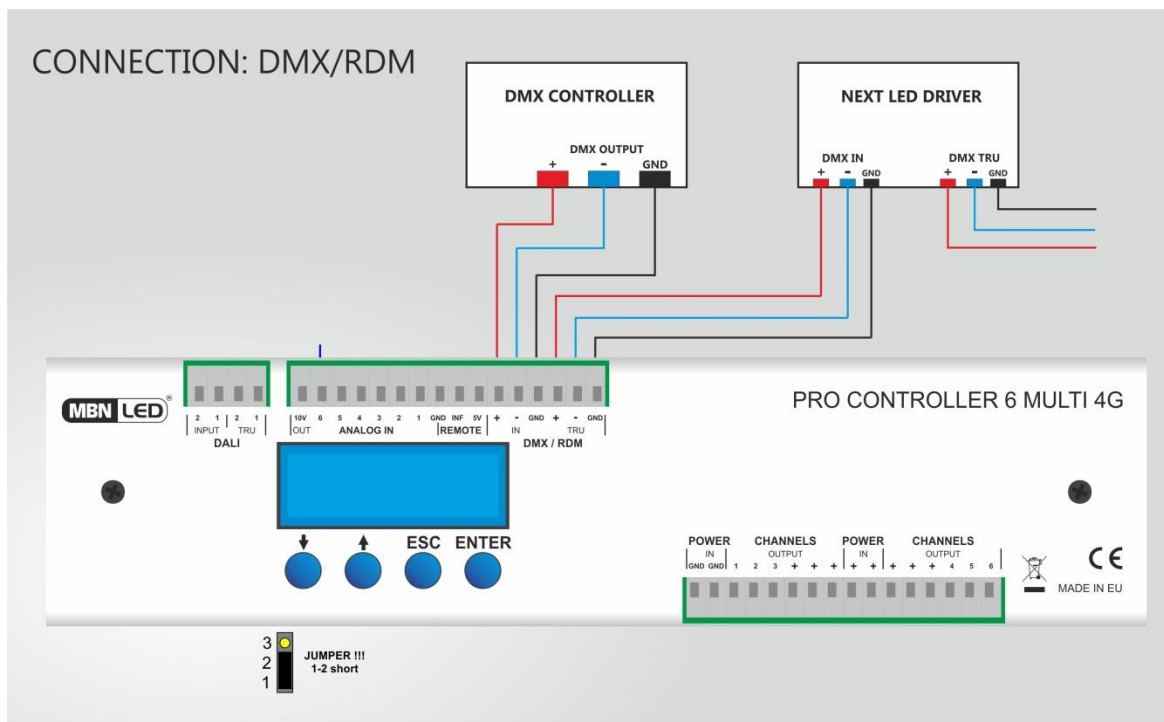 CONNECTION: DMX/RDM
DMX CONTROLLER
DMX OUTPUT
+ - GND
NEXT LED DRIVER
DMX IN DMX TRU
+ - GND + - GND
MBN LED®
PRO CONTROLLER 6 MULTI 4G
2 1 2 1
INPUT TRU
DALI
10V 6 5 4 3 2 1 GND INF 5V + - GND + - GND
OUT ANALOG IN REMOTE IN TRU
DMX / RDM
ESC ENTER
POWER CHANNELS POWER CHANNELS
IN OUTPUT IN OUTPUT
GND GND 1 2 3 + + + + + + + + 4 5 6
CE
MADE IN EU
3
2
1
JUMPER !!!
1-2 short